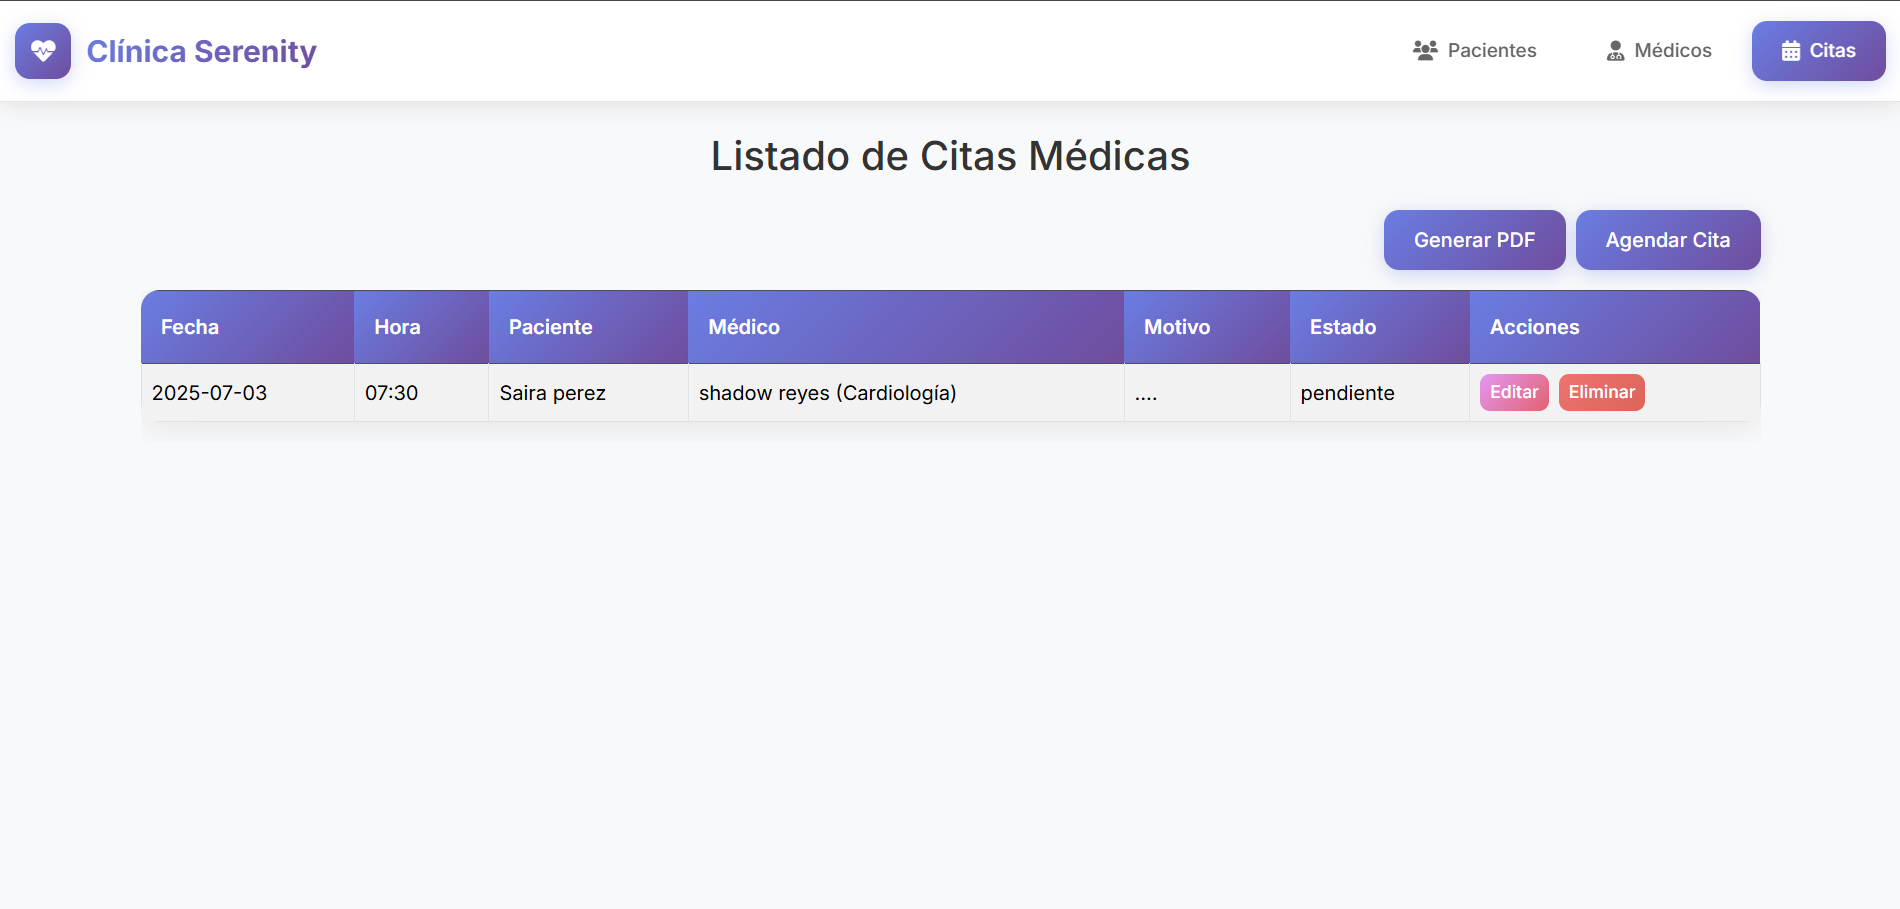 Clínica Serenity
Pacientes
Médicos
Citas
Listado de Citas Médicas
Generar PDF
Agendar Cita
Fecha Hora Paciente Médico Motivo Estado Acciones
2025-07-03 07:30 Saira perez shadow reyes (Cardiología) .... pendiente Editar Eliminar